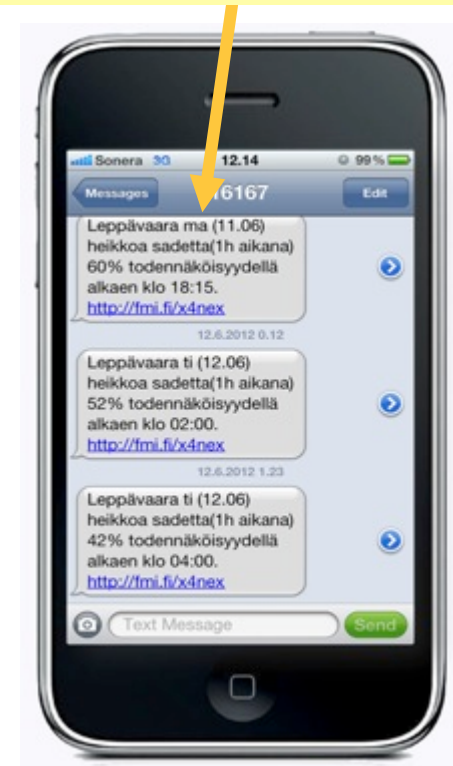 Sonera 3G 12.14 99%
Messages 16167 Edit
Leppävaara ma (11.06)
heikkoa sadetta(1h aikana)
60% todennäköisyydellä
alkaen klo 18:15.
http://fmi.fi/x4nex
12.6.2012 0.12
Leppävaara ti (12.06)
heikkoa sadetta(1h aikana)
52% todennäköisyydellä
alkaen klo 02:00.
http://fmi.fi/x4nex
12.6.2012 1.23
Leppävaara ti (12.06)
heikkoa sadetta(1h aikana)
42% todennäköisyydellä
alkaen klo 04:00.
http://fmi.fi/x4nex
Text Message Send